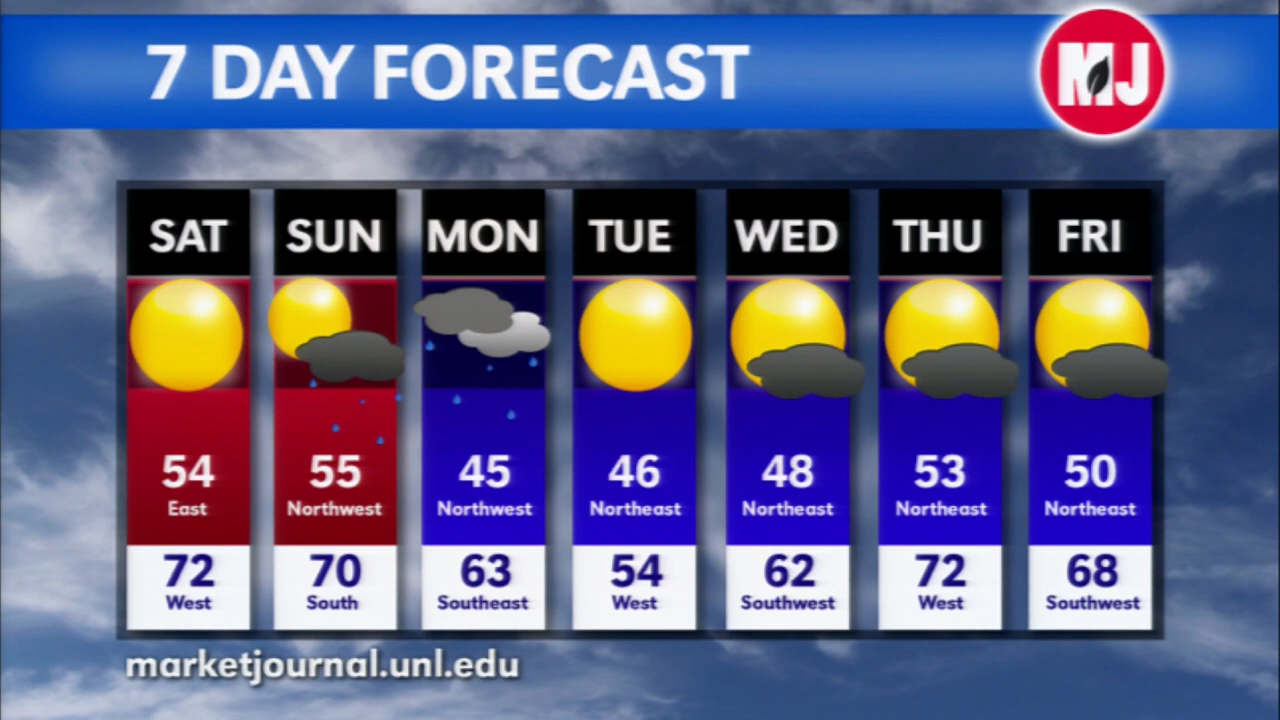 7 DAY FORECAST
MJ
SAT SUN MON TUE WED THU FRI
54 55 45 46 48 53 50
East Northwest Northwest Northeast Northeast Northeast Northeast
72 70 63 54 62 72 68
West South Southeast West Southwest West Southwest
marketjournal.unl.edu